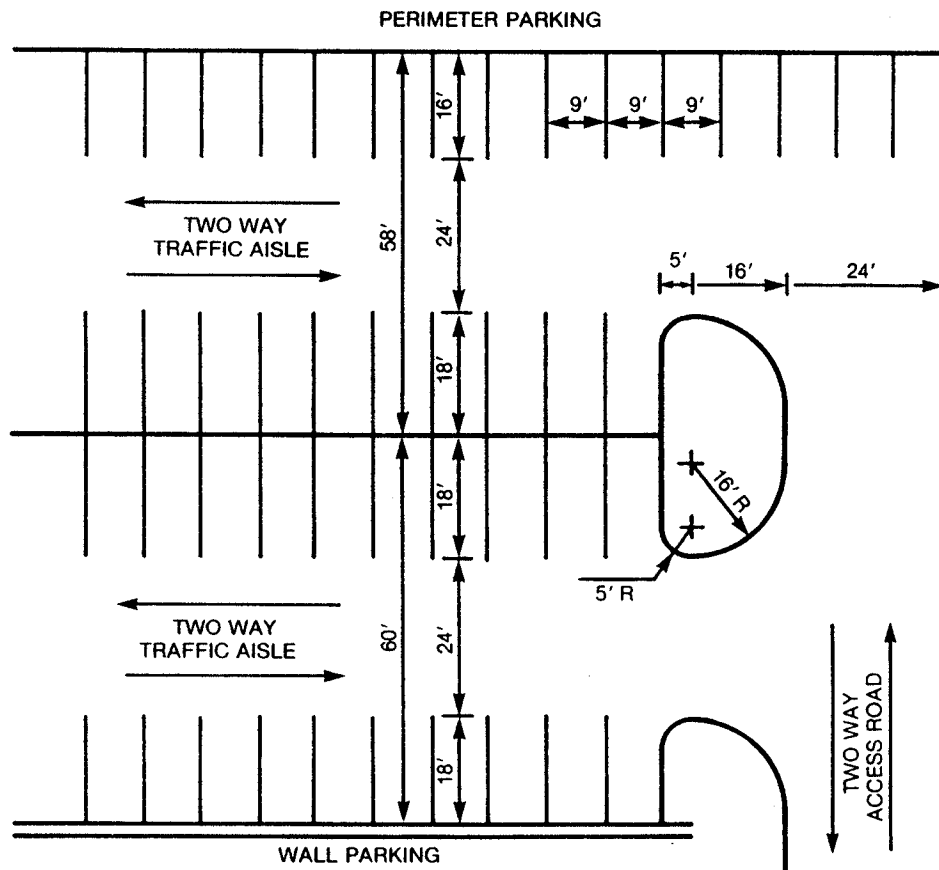 PERIMETER PARKING
16'
9' 9' 9'
TWO WAY
TRAFFIC AISLE
58'
24'
5' 16' 24'
18'
16' R
18'
5' R
TWO WAY
TRAFFIC AISLE
60'
24'
TWO WAY
ACCESS ROAD
18'
WALL PARKING